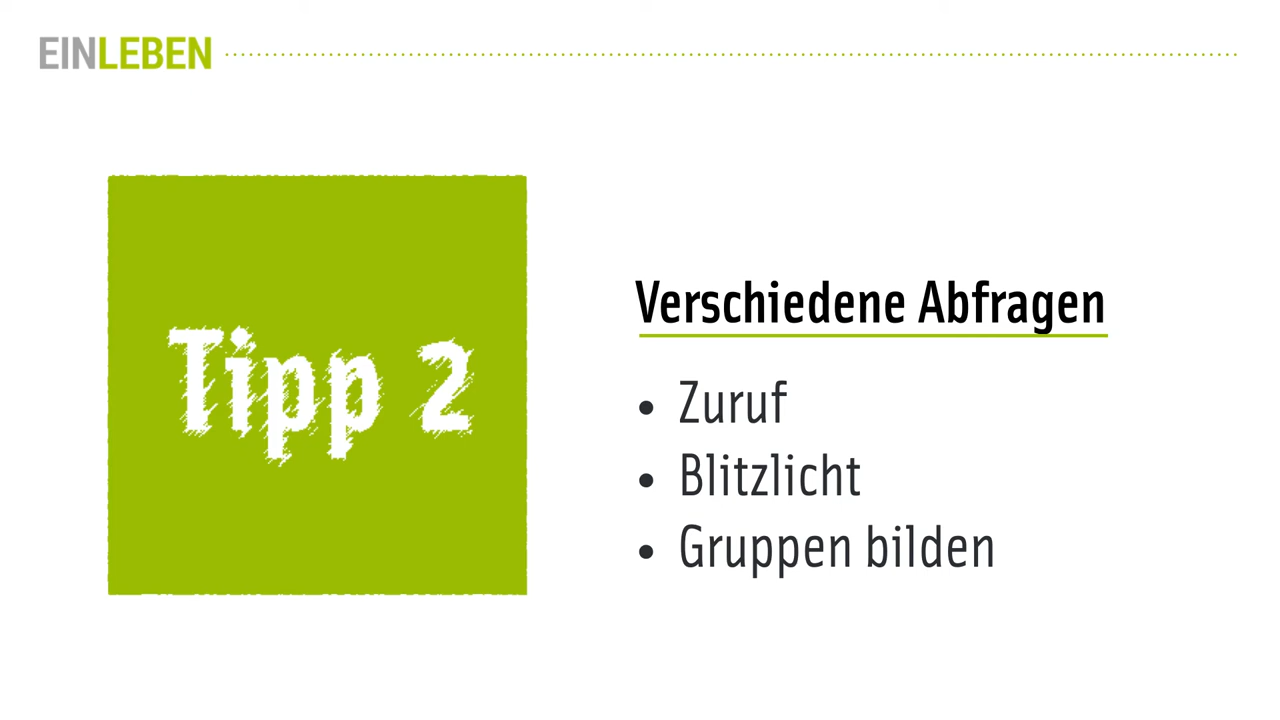 EINLEBEN
Tipp 2
Verschiedene Abfragen
• Zuruf
• Blitzlicht
• Gruppen bilden